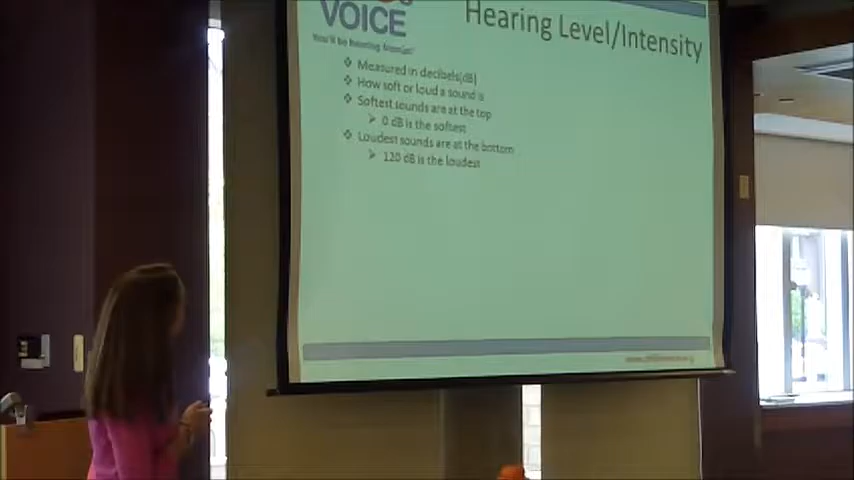 VOICE
Hearing Level/Intensity
Measured in decibels(dB)
How soft or loud a sound is
Softest sounds are at the top
0 dB is the softest
Loudest sounds are at the bottom
120 dB is the loudest